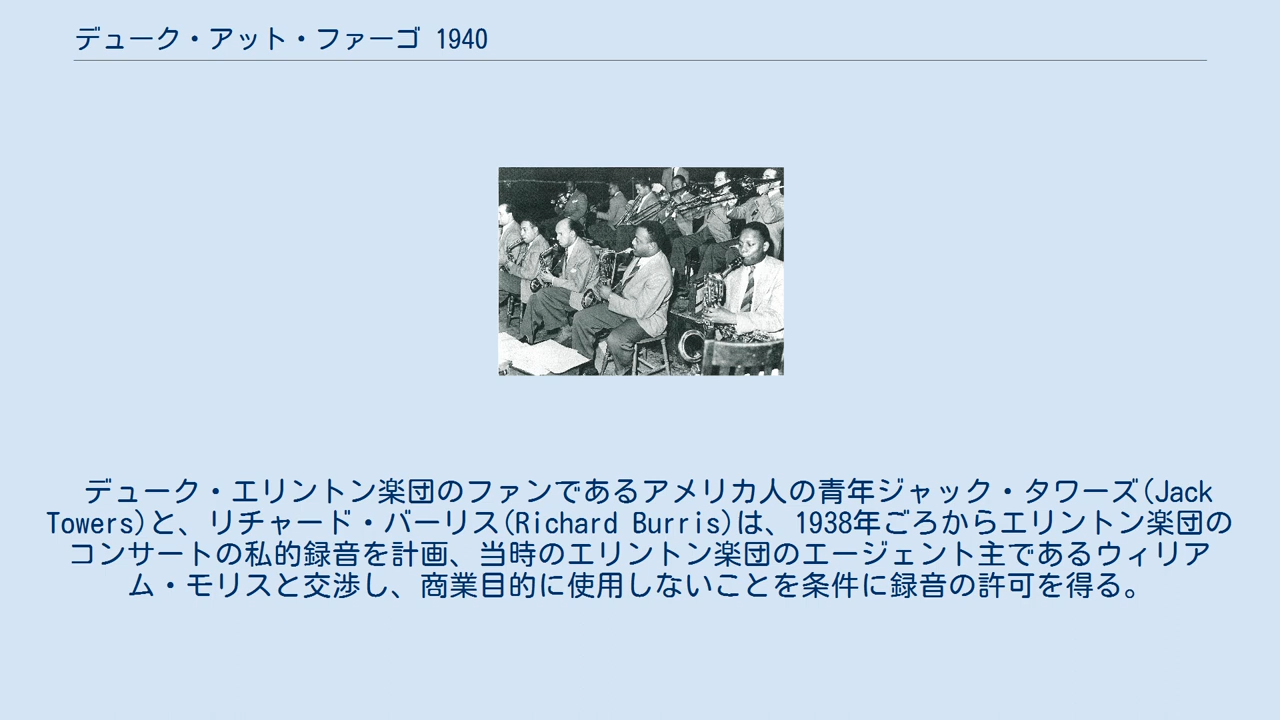 デューク・アット・ファーゴ 1940
デューク・エリントン楽団のファンであるアメリカ人の青年ジャック・タワーズ(Jack
Towers)と、リチャード・バーリス(Richard Burris)は、1938年ごろからエリントン楽団の
コンサートの私的録音を計画、当時のエリントン楽団のエージェント主であるウィリア
ム・モリスと交渉し、商業目的に使用しないことを条件に録音の許可を得る。